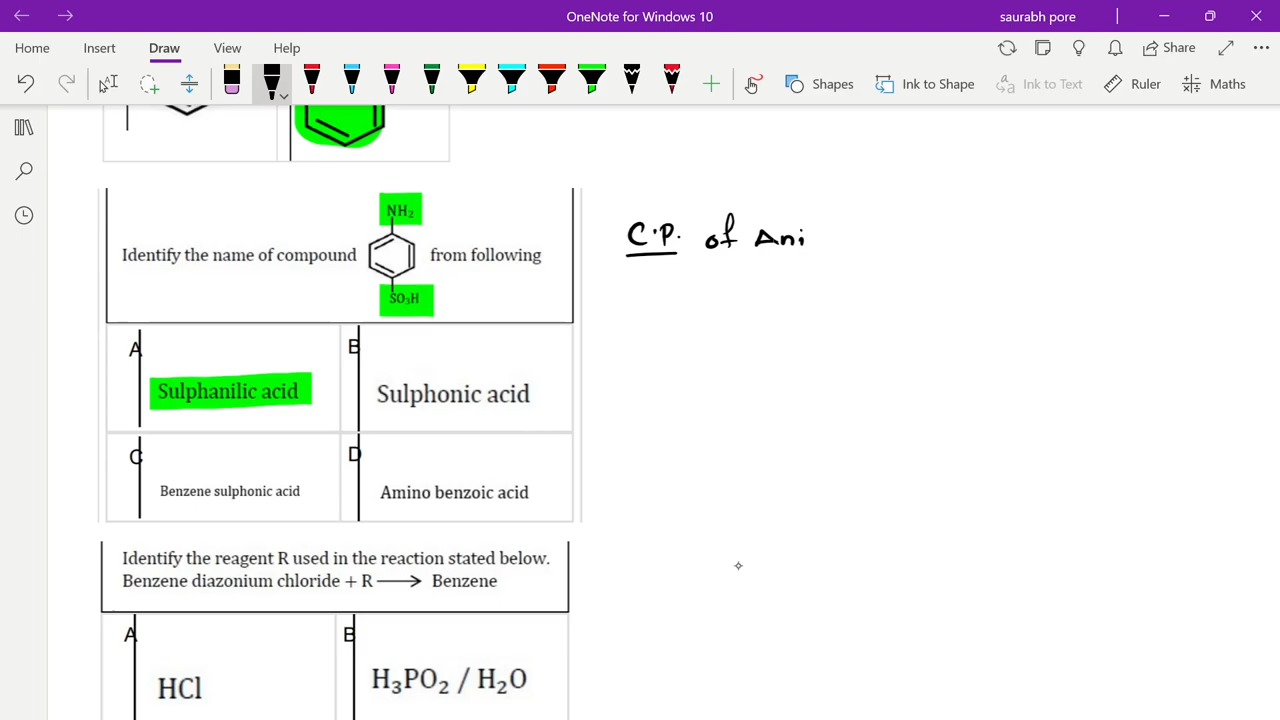 OneNote for Windows 10
saurabh pore
Home Insert Draw View Help
Share
Shapes Ink to Shape Ink to Text Ruler Maths
NH₂
Identify the name of compound from following
SO₃H
C.P. of Ani
A
Sulphanilic acid
B
Sulphonic acid
C
Benzene sulphonic acid
D
Amino benzoic acid
Identify the reagent R used in the reaction stated below.
Benzene diazonium chloride + R ⟶ Benzene
A
HCl
B
H₃PO₂ / H₂O